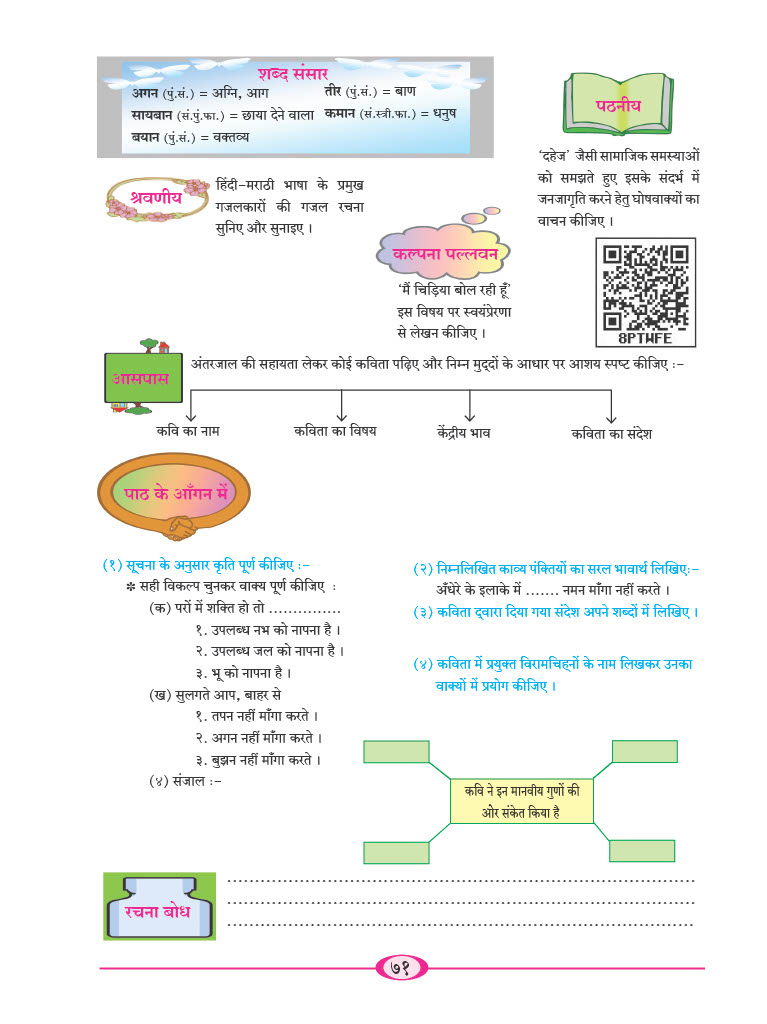 शब्द संसार
अगन (पुं.सं.) = अग्नि, आग
तीर (पुं.सं.) = बाण
सायबान (सं.पुं.फा.) = छाया देने वाला
कमान (सं.स्त्री.फा.) = धनुष
बयान (पुं.सं.) = वक्तव्य
पठनीय
‘दहेज’ जैसी सामाजिक समस्याओं
को समझते हुए इसके संदर्भ में
जनजागृति करने हेतु घोषवाक्यों का
वाचन कीजिए ।
श्रवणीय
हिंदी-मराठी भाषा के प्रमुख
गजलकारों की गजल रचना
सुनिए और सुनाइए ।
कल्पना पल्लवन
‘मैं चिड़िया बोल रही हूँ’
इस विषय पर स्वयंप्रेरणा
से लेखन कीजिए ।
8PTWFE
आसपास
अंतरजाल की सहायता लेकर कोई कविता पढ़िए और निम्न मुद्दों के आधार पर आशय स्पष्ट कीजिए :-
कवि का नाम
कविता का विषय
केंद्रीय भाव
कविता का संदेश
पाठ के आँगन में
(१) सूचना के अनुसार कृति पूर्ण कीजिए :-
✽ सही विकल्प चुनकर वाक्य पूर्ण कीजिए :
(क) परों में शक्ति हो तो ...............
१. उपलब्ध नभ को नापना है ।
२. उपलब्ध जल को नापना है ।
३. भू को नापना है ।
(ख) सुलगते आप, बाहर से
१. तपन नहीं माँगा करते ।
२. अगन नहीं माँगा करते ।
३. बुझन नहीं माँगा करते ।
(४) संजाल :-
(२) निम्नलिखित काव्य पंक्तियों का सरल भावार्थ लिखिए:-
अँधेरे के इलाके में ....... नमन माँगा नहीं करते ।
(३) कविता द्वारा दिया गया संदेश अपने शब्दों में लिखिए ।
(४) कविता में प्रयुक्त विरामचिह्नों के नाम लिखकर उनका
वाक्यों में प्रयोग कीजिए ।
कवि ने इन मानवीय गुणों की
ओर संकेत किया है
रचना बोध
................................................................................
................................................................................
................................................................................
७१